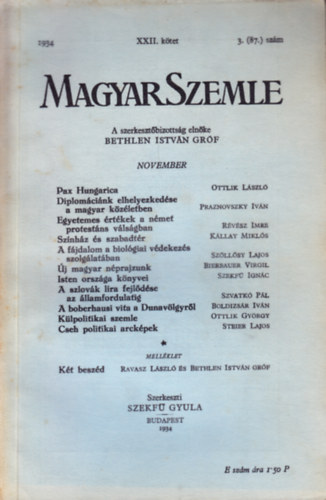 1934 XXII. kötet 3. (87.) szám
MAGYAR SZEMLE
A szerkesztőbizottság elnöke
BETHLEN ISTVÁN GRÓF
NOVEMBER
Pax Hungarica OTTLIK LÁSZLÓ
Diplomáciánk elhelyezkedése
a magyar közéletben PRAZNOVSZKY IVÁN
Egyetemes értékek a német
protestáns válságban RÉVÉSZ IMRE
Színház és szabadtér KÁLLAY MIKLÓS
A fájdalom a biológiai védekezés
szolgálatában SZÖLLŐSY LAJOS
Új magyar néprajzunk BIERBAUER VIRGIL
Isten országa könyvei SZEKFŰ IGNÁC
A szlovák líra fejlődése
az államfordulatig SZVATKÓ PÁL
A boberhausi vita a Dunavölgyről BOLDIZSÁR IVÁN
Külpolitikai szemle OTTLIK GYÖRGY
Cseh politikai arcképek STEIER LAJOS
*
MELLÉKLET
Két beszéd RAVASZ LÁSZLÓ ÉS BETHLEN ISTVÁN GRÓF
Szerkeszti
SZEKFŰ GYULA
BUDAPEST
1934
E szám ára 1·50 P